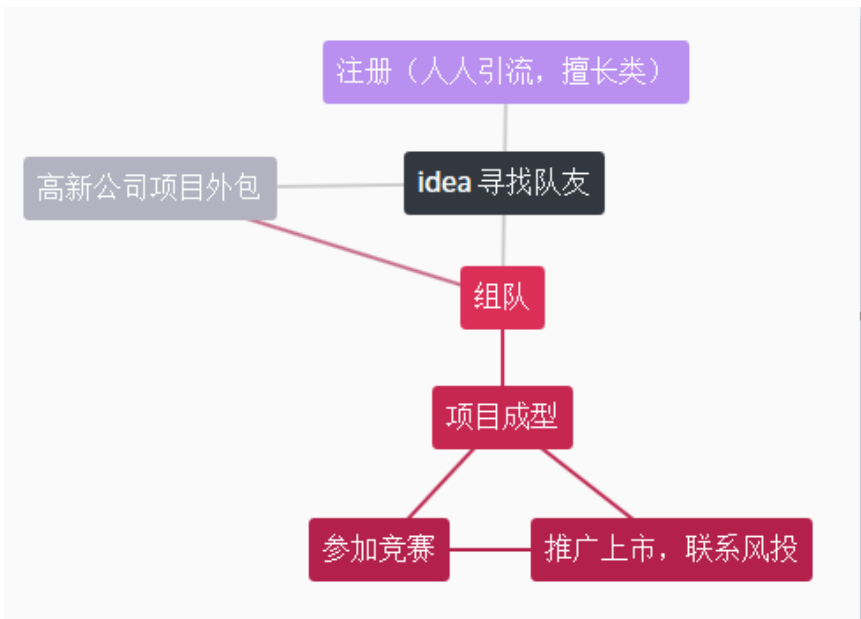 注册（人人引流，擅长类）
高新公司项目外包
idea 寻找队友
组队
项目成型
参加竞赛
推广上市，联系风投